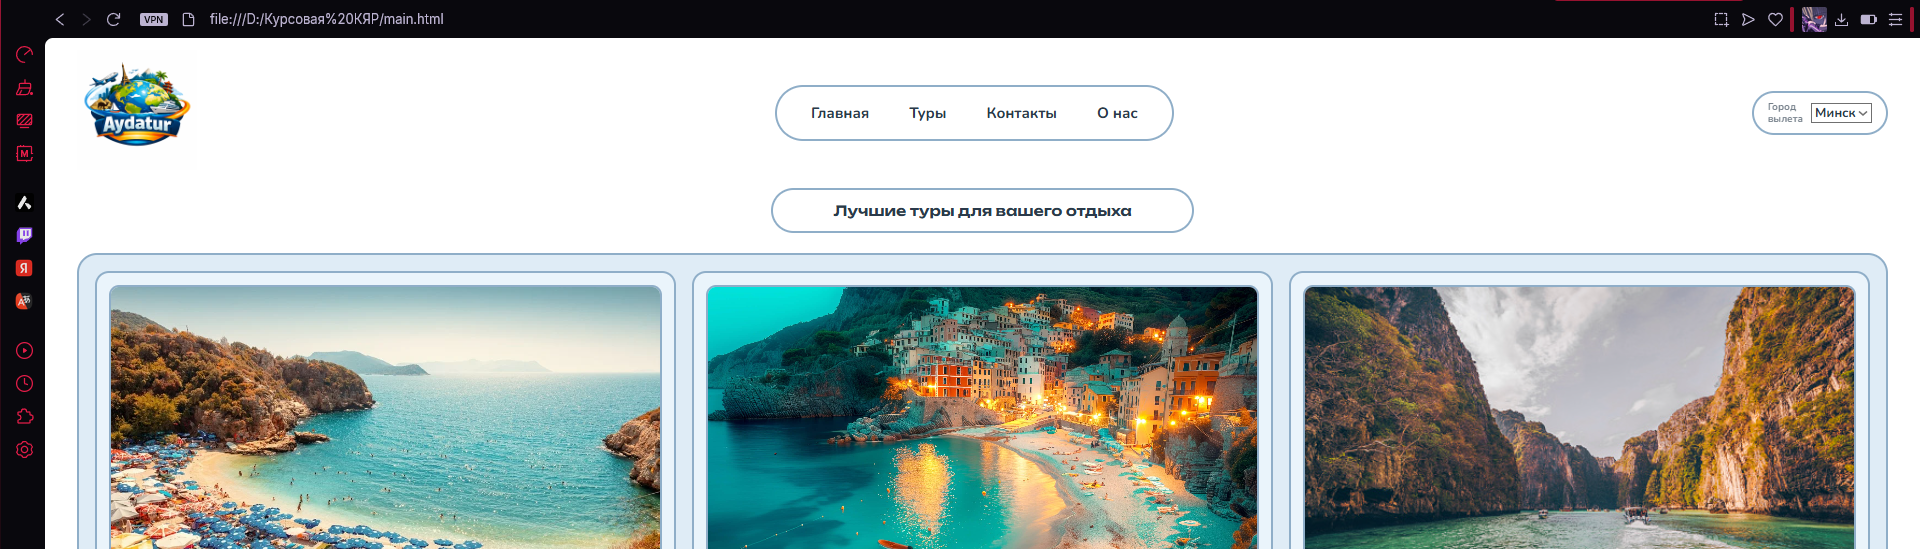 VPN
file:///D:/Курсовая%20КЯР/main.html
M
Я
Aydatur
Главная
Туры
Контакты
О нас
Город
вылета
Минск
Лучшие туры для вашего отдыха